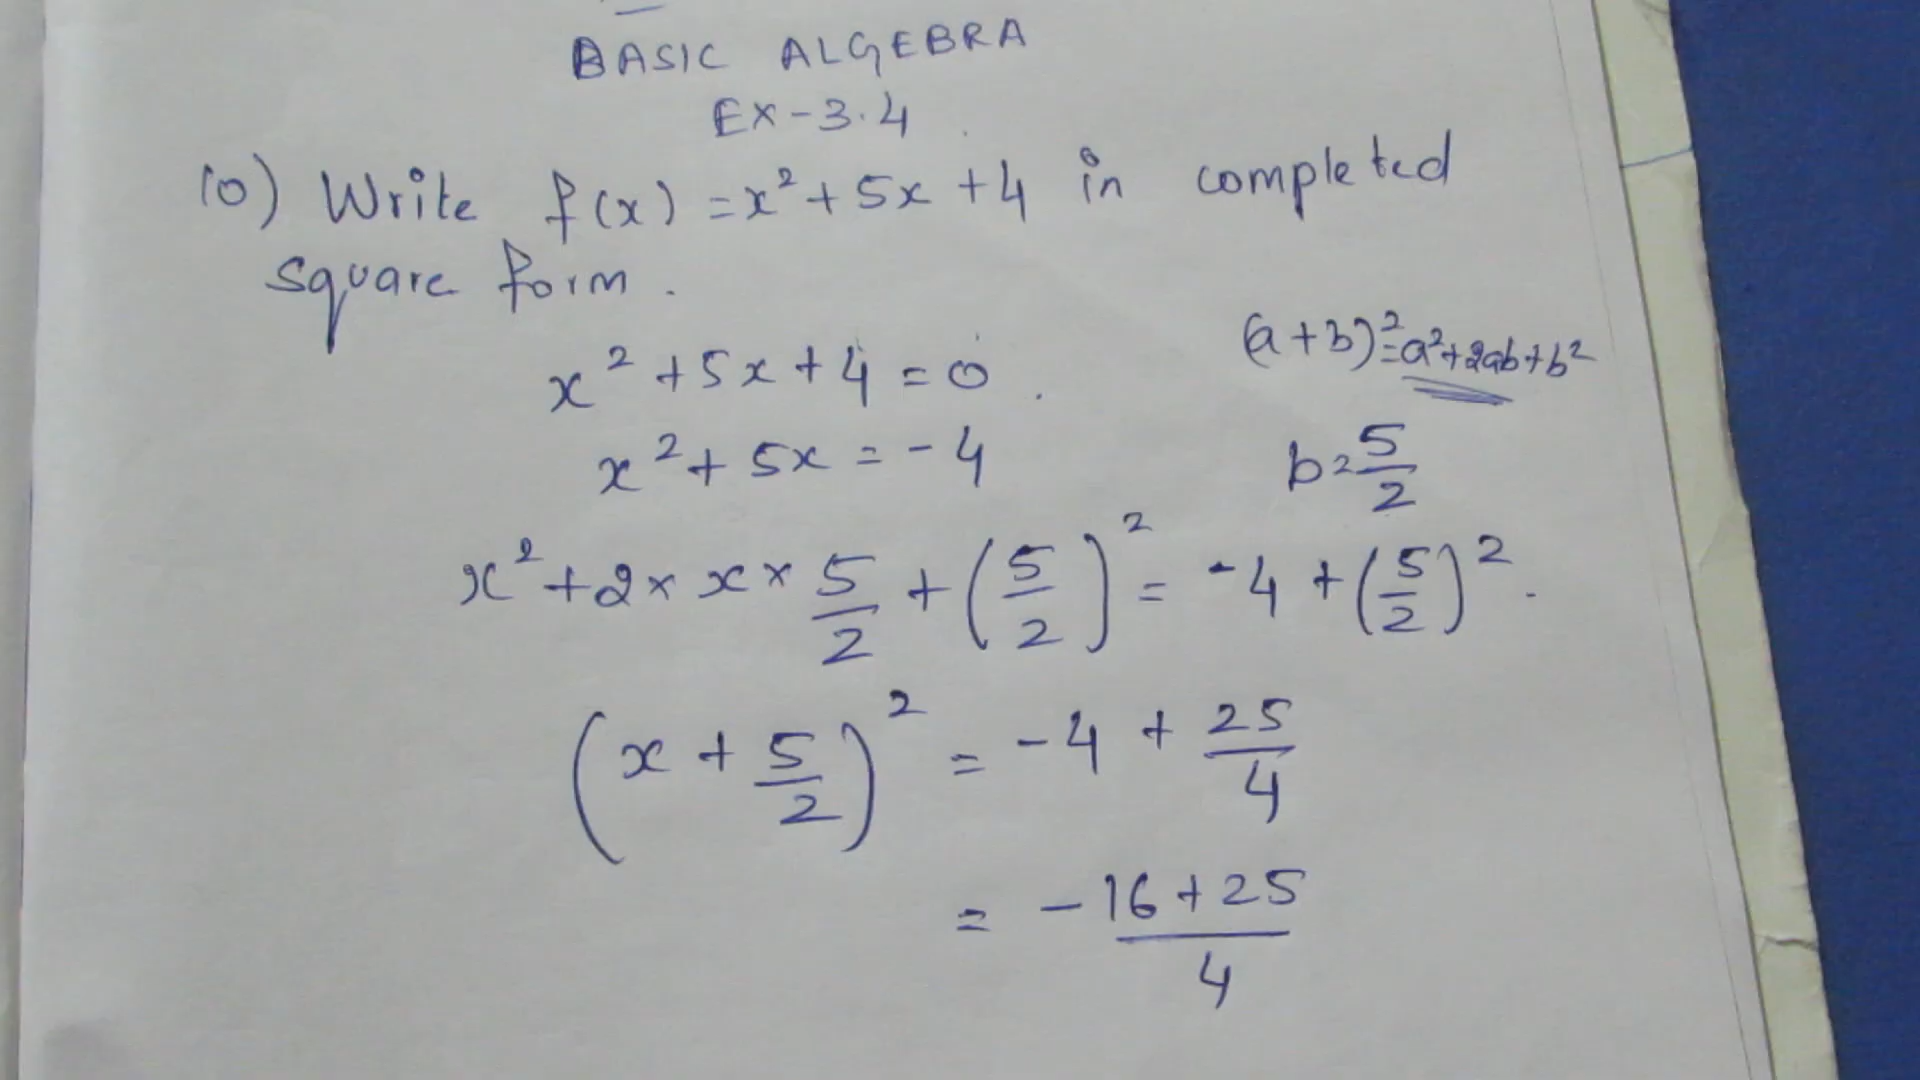 BASIC ALGEBRA
EX-3.4
10) Write f(x) = x² + 5x + 4 in completed
square form.
x² + 5x + 4 = 0.
(a+b)² = a² + 2ab + b²
x² + 5x = -4
b = 5/2
x² + 2 × x × 5/2 + (5/2)² = -4 + (5/2)².
(x + 5/2)² = -4 + 25/4
= -16 + 25 / 4